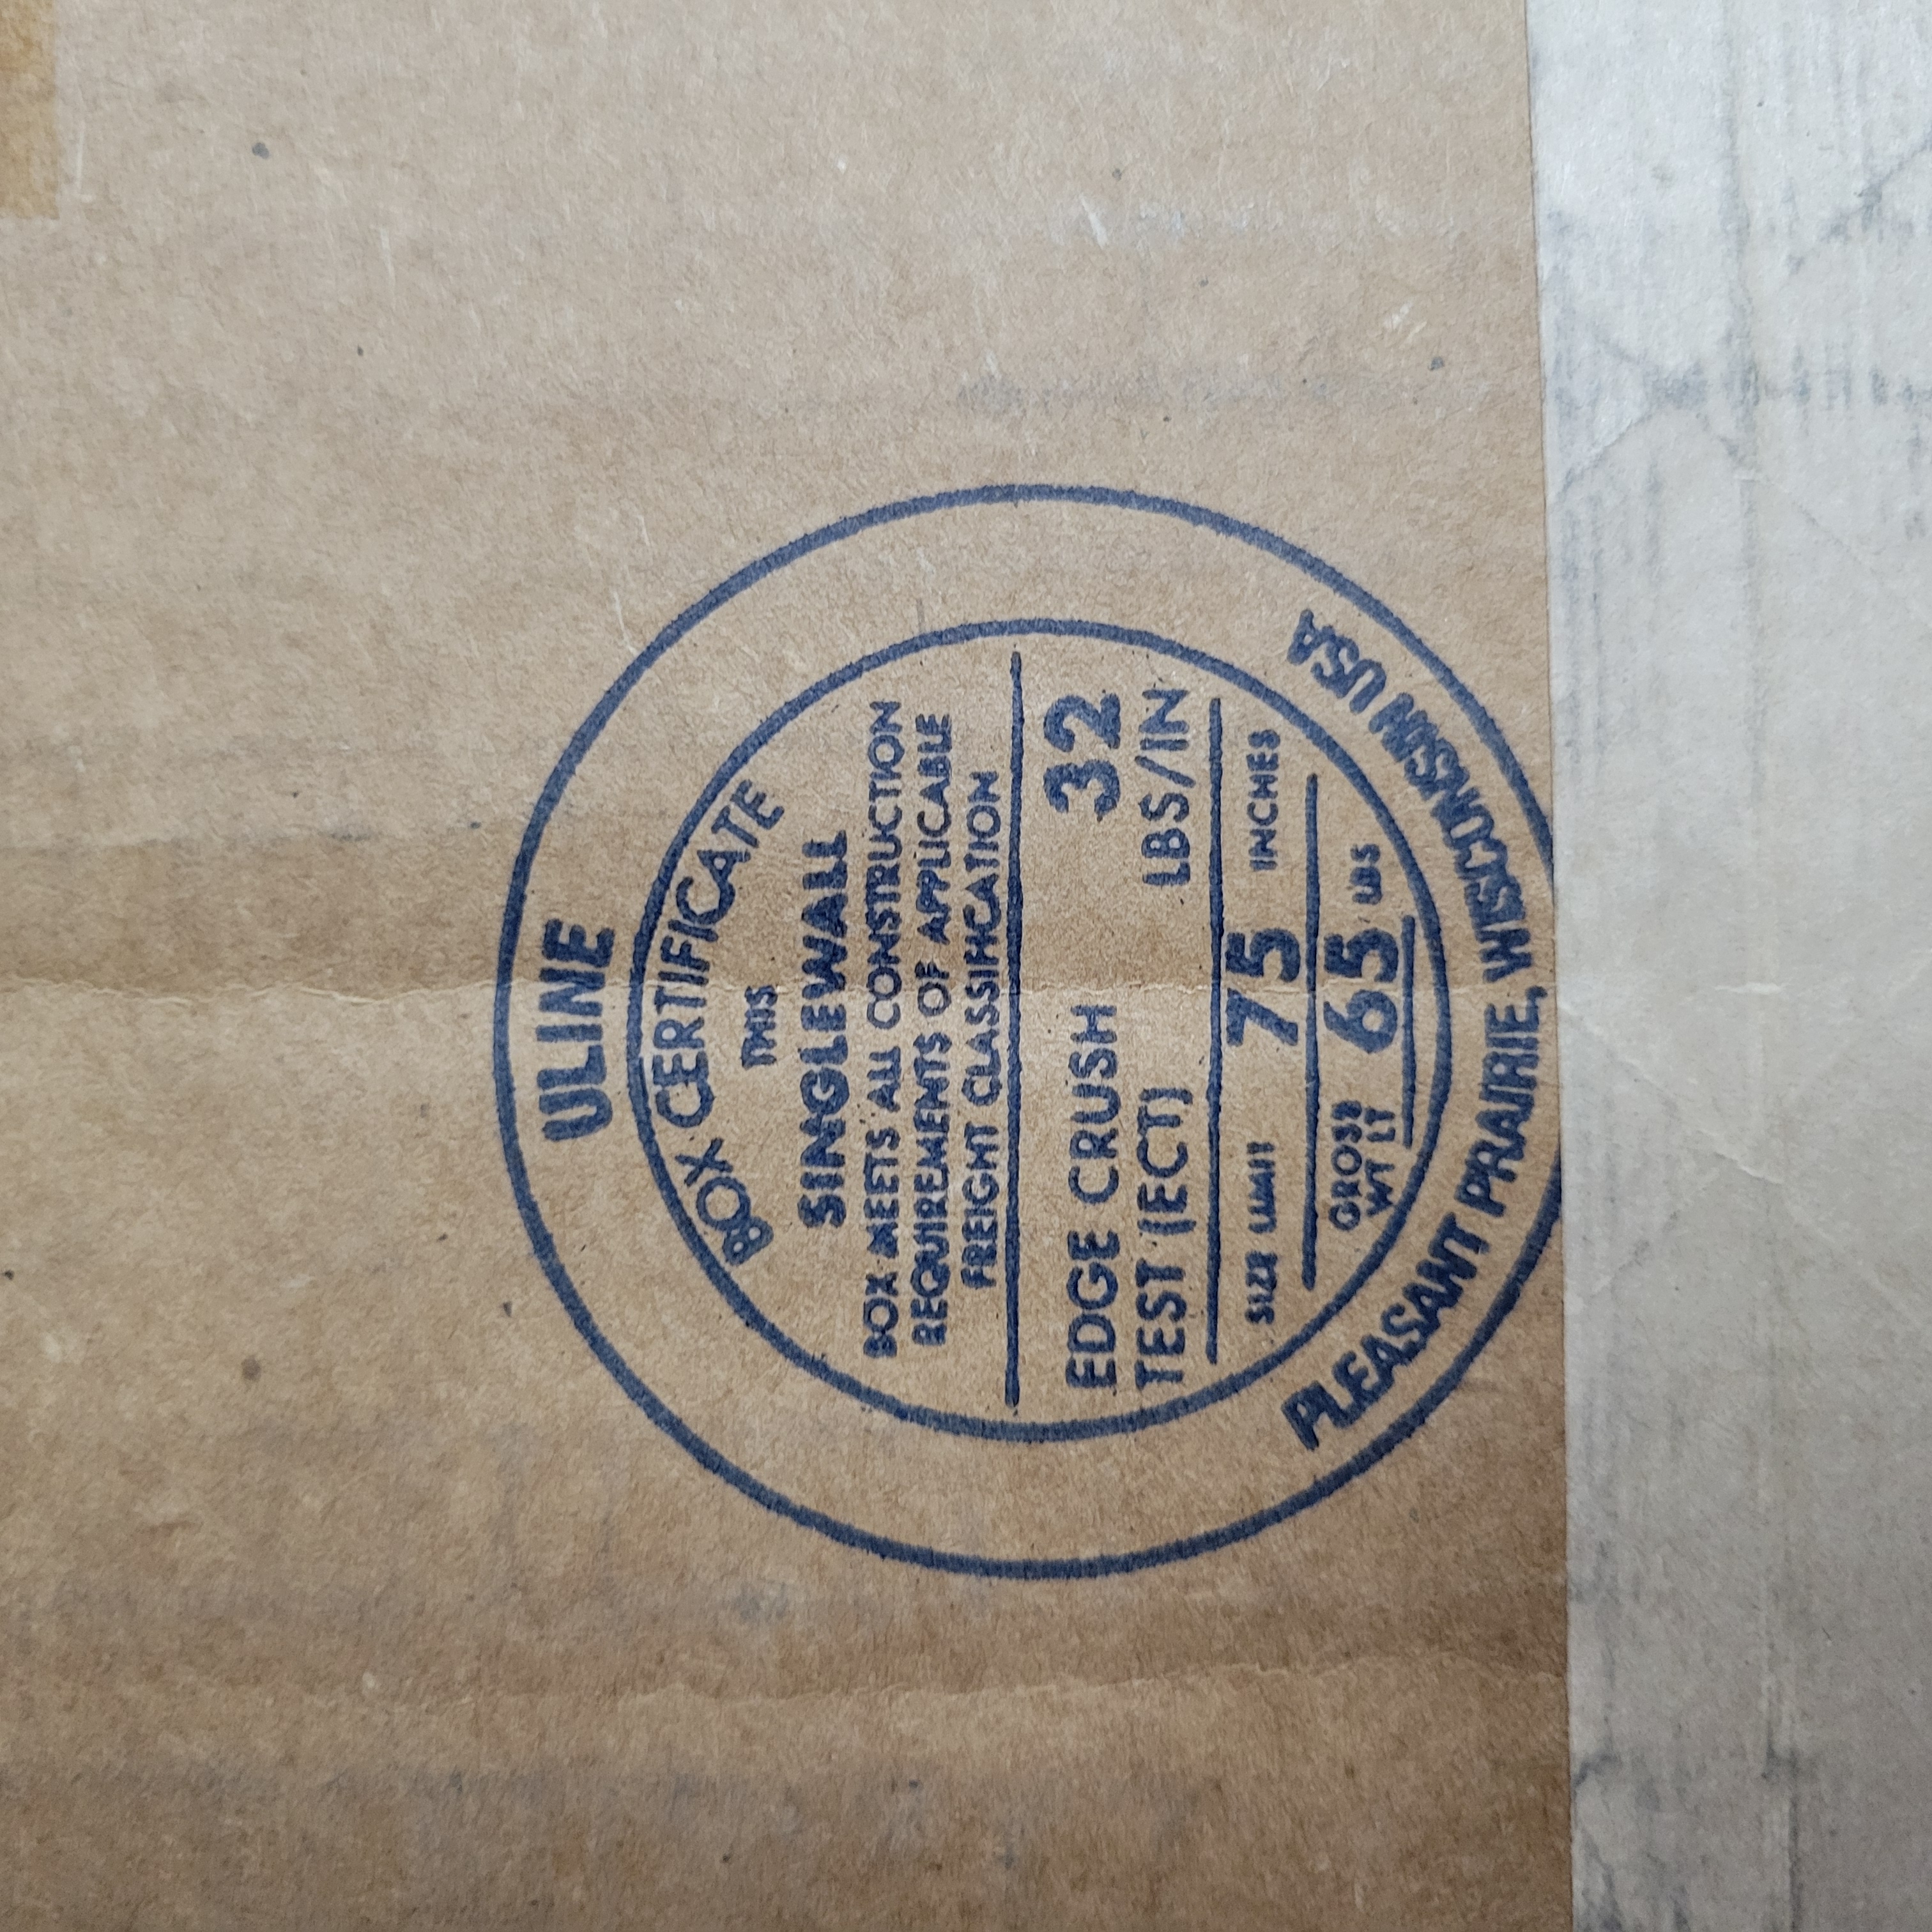 ULINE
BOX CERTIFICATE
THIS
SINGLEWALL
BOX MEETS ALL CONSTRUCTION
REQUIREMENTS OF APPLICABLE
FREIGHT CLASSIFICATION
EDGE CRUSH 32
TEST (ECT) LBS/IN
SIZE LIMIT 75 INCHES
GROSS
WT LT 65 LBS
PLEASANT PRAIRIE, WISCONSIN USA